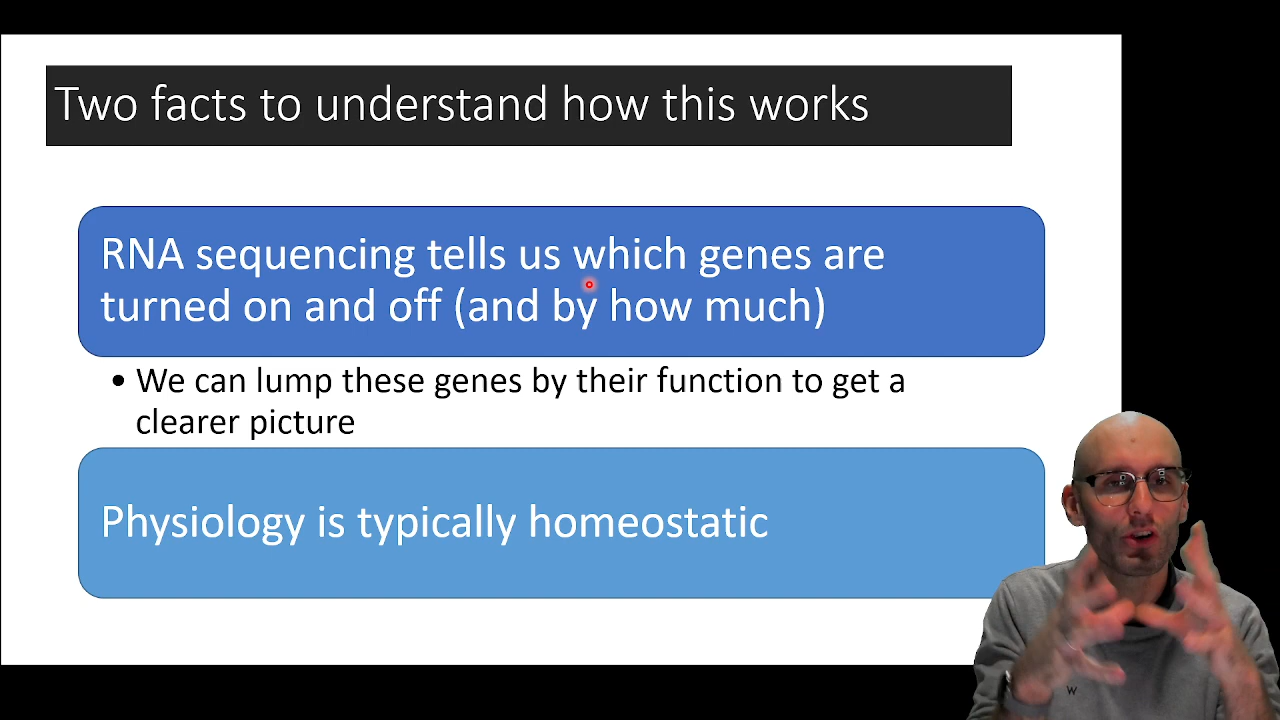 Two facts to understand how this works
RNA sequencing tells us which genes are
turned on and off (and by how much)
• We can lump these genes by their function to get a
clearer picture
Physiology is typically homeostatic
W